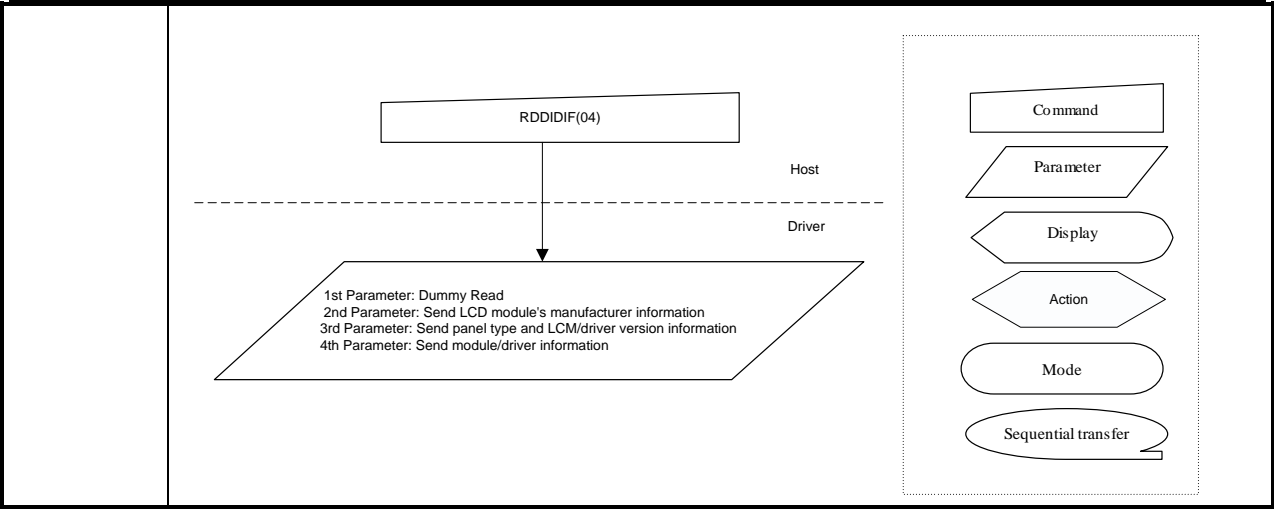 RDDIDIF(04)
Host
Driver
1st Parameter: Dummy Read
2nd Parameter: Send LCD module's manufacturer information
3rd Parameter: Send panel type and LCM/driver version information
4th Parameter: Send module/driver information
Command
Parameter
Display
Action
Mode
Sequential transfer